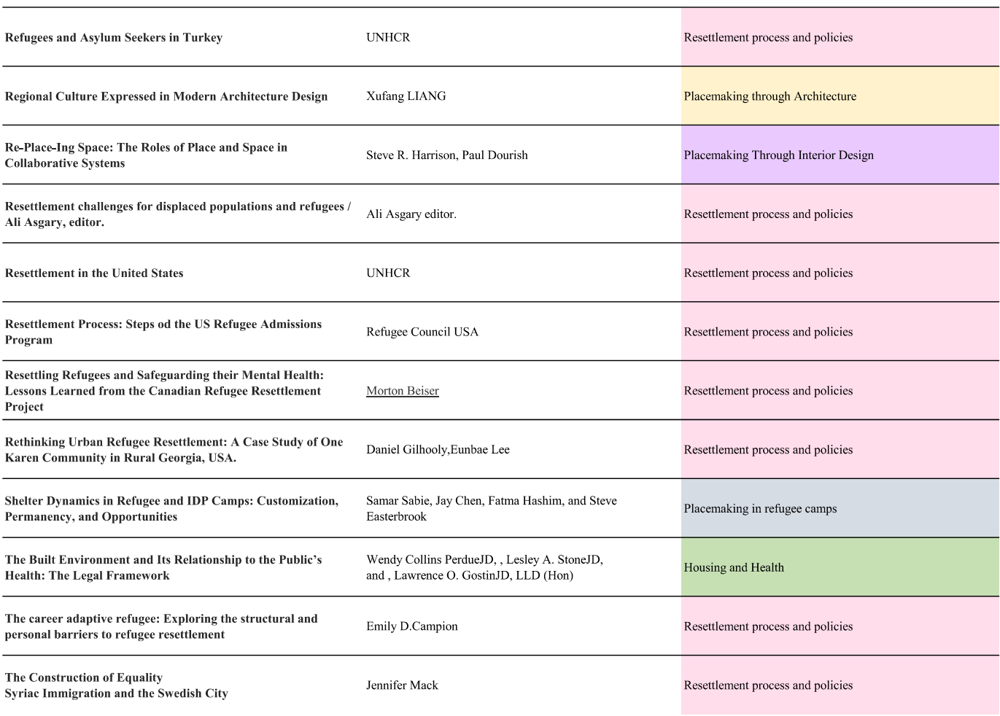 Refugees and Asylum Seekers in Turkey
UNHCR
Resettlement process and policies
Regional Culture Expressed in Modern Architecture Design
Xufang LIANG
Placemaking through Architecture
Re-Place-Ing Space: The Roles of Place and Space in
Collaborative Systems
Steve R. Harrison, Paul Dourish
Placemaking Through Interior Design
Resettlement challenges for displaced populations and refugees /
Ali Asgary, editor.
Ali Asgary editor.
Resettlement process and policies
Resettlement in the United States
UNHCR
Resettlement process and policies
Resettlement Process: Steps od the US Refugee Admissions
Program
Refugee Council USA
Resettlement process and policies
Resettling Refugees and Safeguarding their Mental Health:
Lessons Learned from the Canadian Refugee Resettlement
Project
Morton Beiser
Resettlement process and policies
Rethinking Urban Refugee Resettlement: A Case Study of One
Karen Community in Rural Georgia, USA.
Daniel Gilhooly,Eunbae Lee
Resettlement process and policies
Shelter Dynamics in Refugee and IDP Camps: Customization,
Permanency, and Opportunities
Samar Sabie, Jay Chen, Fatma Hashim, and Steve
Easterbrook
Placemaking in refugee camps
The Built Environment and Its Relationship to the Public’s
Health: The Legal Framework
Wendy Collins PerdueJD, , Lesley A. StoneJD,
and , Lawrence O. GostinJD, LLD (Hon)
Housing and Health
The career adaptive refugee: Exploring the structural and
personal barriers to refugee resettlement
Emily D.Campion
Resettlement process and policies
The Construction of Equality
Syriac Immigration and the Swedish City
Jennifer Mack
Resettlement process and policies